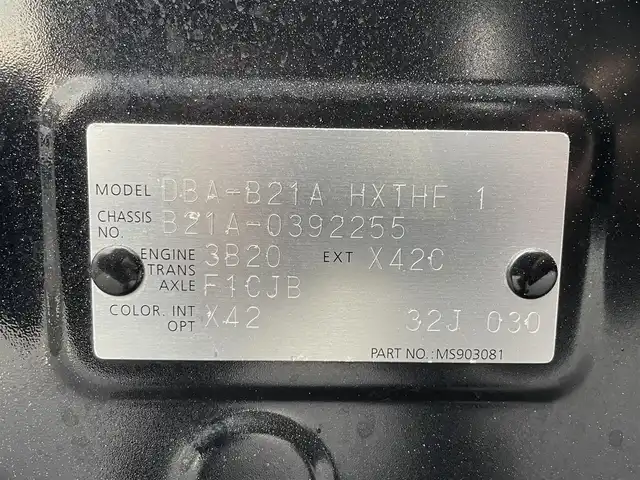 MODEL DBA-B21A HXTHF 1
CHASSIS NO. B21A-0392255
ENGINE 3B20 EXT X42C
TRANS AXLE F1CJB
COLOR. INT OPT X42 32J 030
PART NO.:MS903081